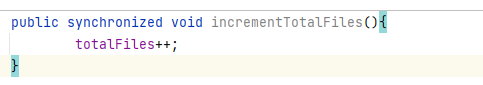 public synchronized void incrementTotalFiles(){
        totalFiles++;
}